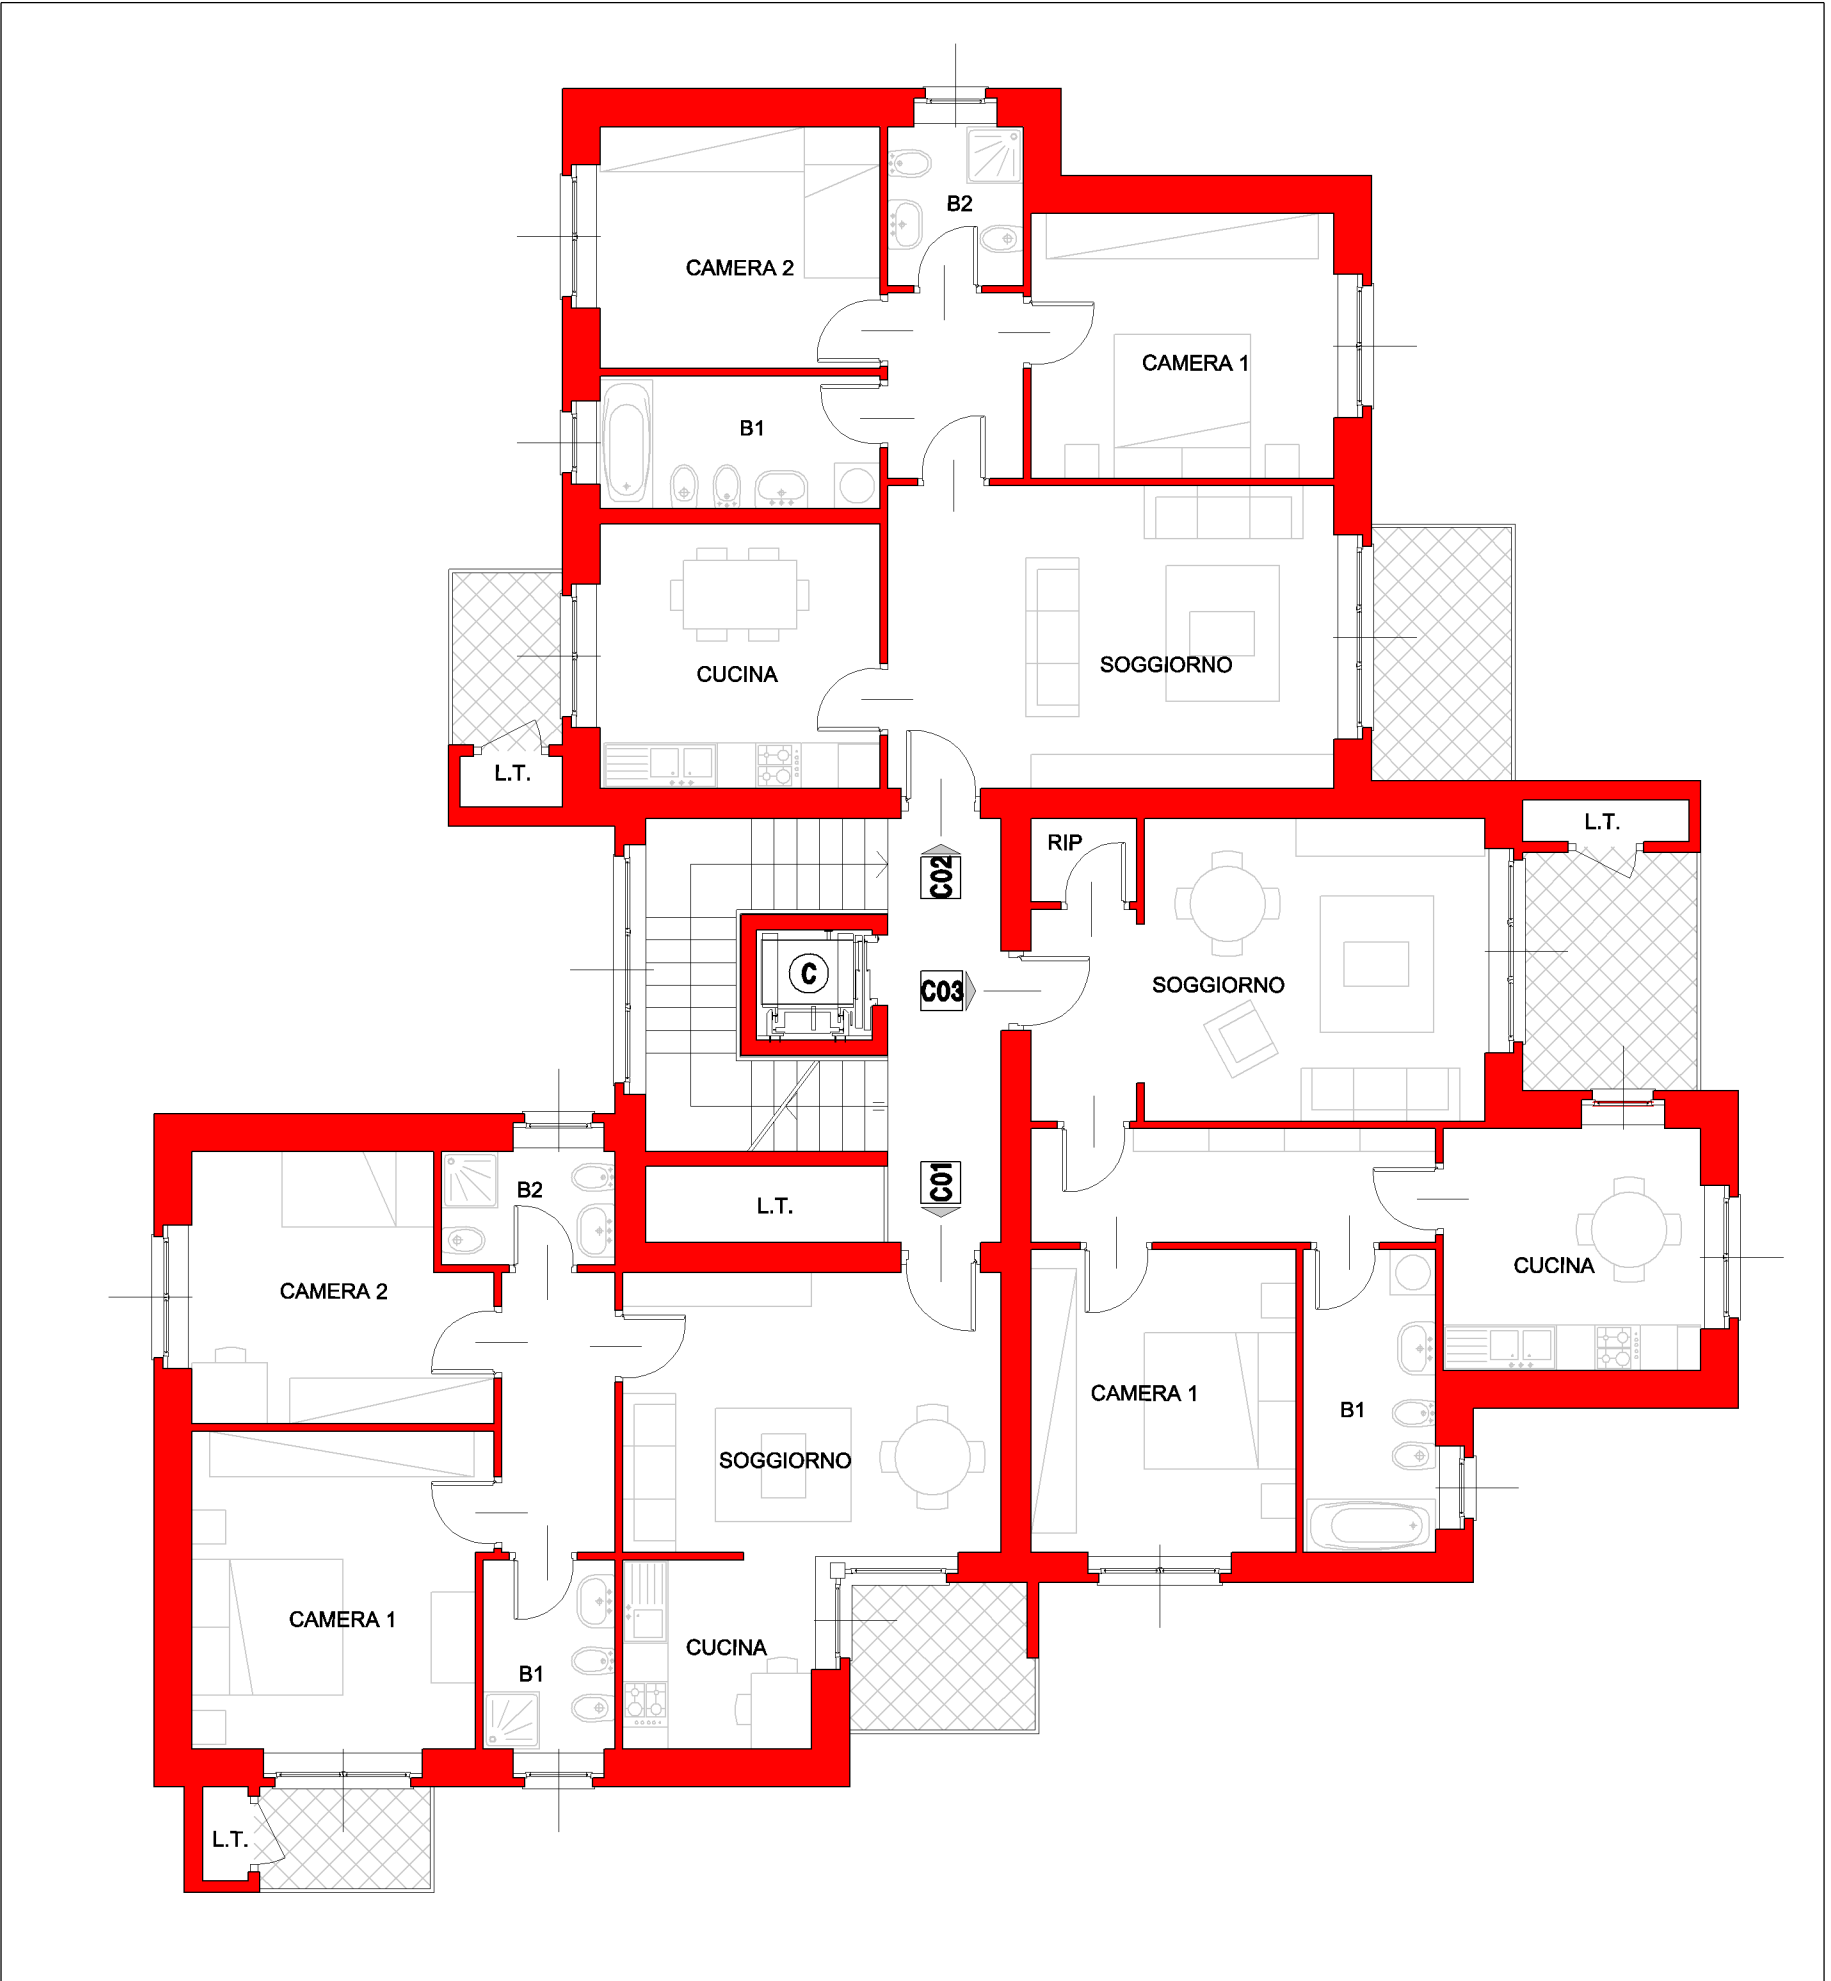 B2
CAMERA 2
CAMERA 1
B1
SOGGIORNO
CUCINA
L.T.
L.T.
RIP
C02
C
C03
SOGGIORNO
C01
B2
L.T.
CUCINA
CAMERA 2
CAMERA 1
B1
SOGGIORNO
CAMERA 1
CUCINA
B1
L.T.